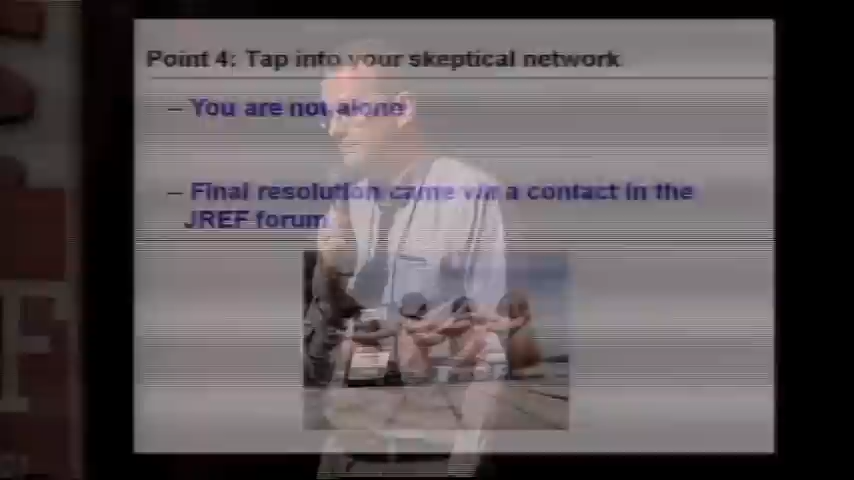 Point 4: Tap into your skeptical network
– You are not alone
– Final resolution came via a contact in the
JREF forum
F